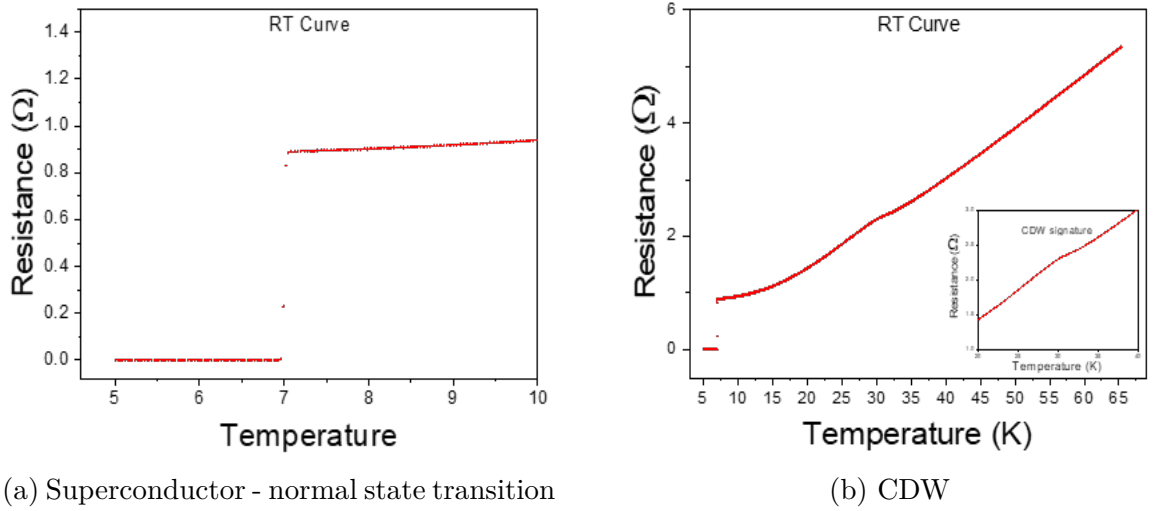 RT Curve
1.4
1.2
1.0
0.8
0.6
0.4
0.2
0.0
Resistance (Ω)
5 6 7 8 9 10
Temperature
(a) Superconductor - normal state transition
RT Curve
6
4
2
0
Resistance (Ω)
5 10 15 20 25 30 35 40 45 50 55 60 65
Temperature (K)
CDW signature
Resistance (Ω)
Temperature (K)
(b) CDW